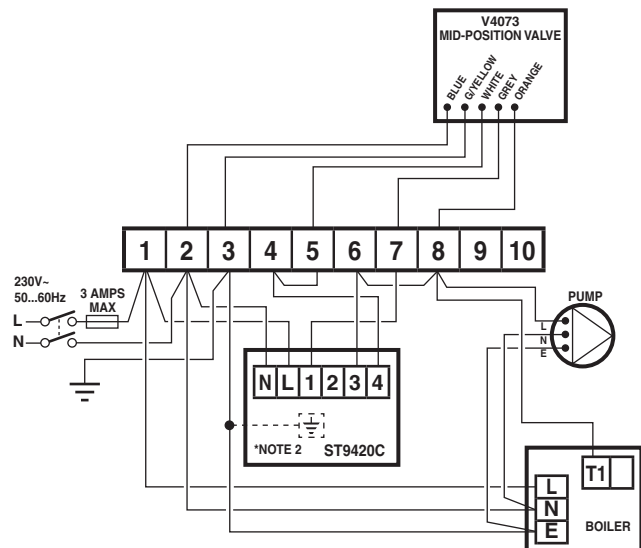 V4073
MID-POSITION VALVE
BLUE
G/YELLOW
WHITE
GREY
ORANGE
1 2 3 4 5 6 7 8 9 10
230V~
50...60Hz
3 AMPS
MAX
L
N
PUMP
L
N
E
N L 1 2 3 4
*NOTE 2 ST9420C
T1
L
N
E
BOILER